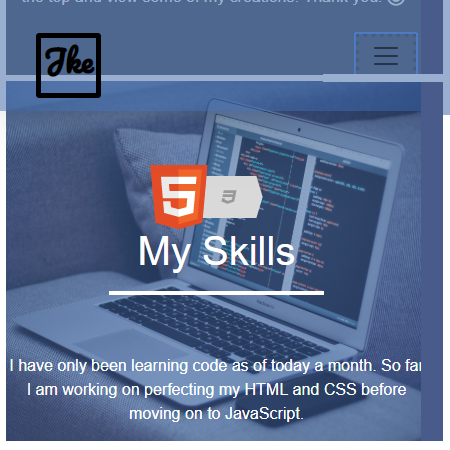 the top and view some of my creations. Thank you.
Jke
5 3
My Skills
I have only been learning code as of today a month. So far
I am working on perfecting my HTML and CSS before
moving on to JavaScript.